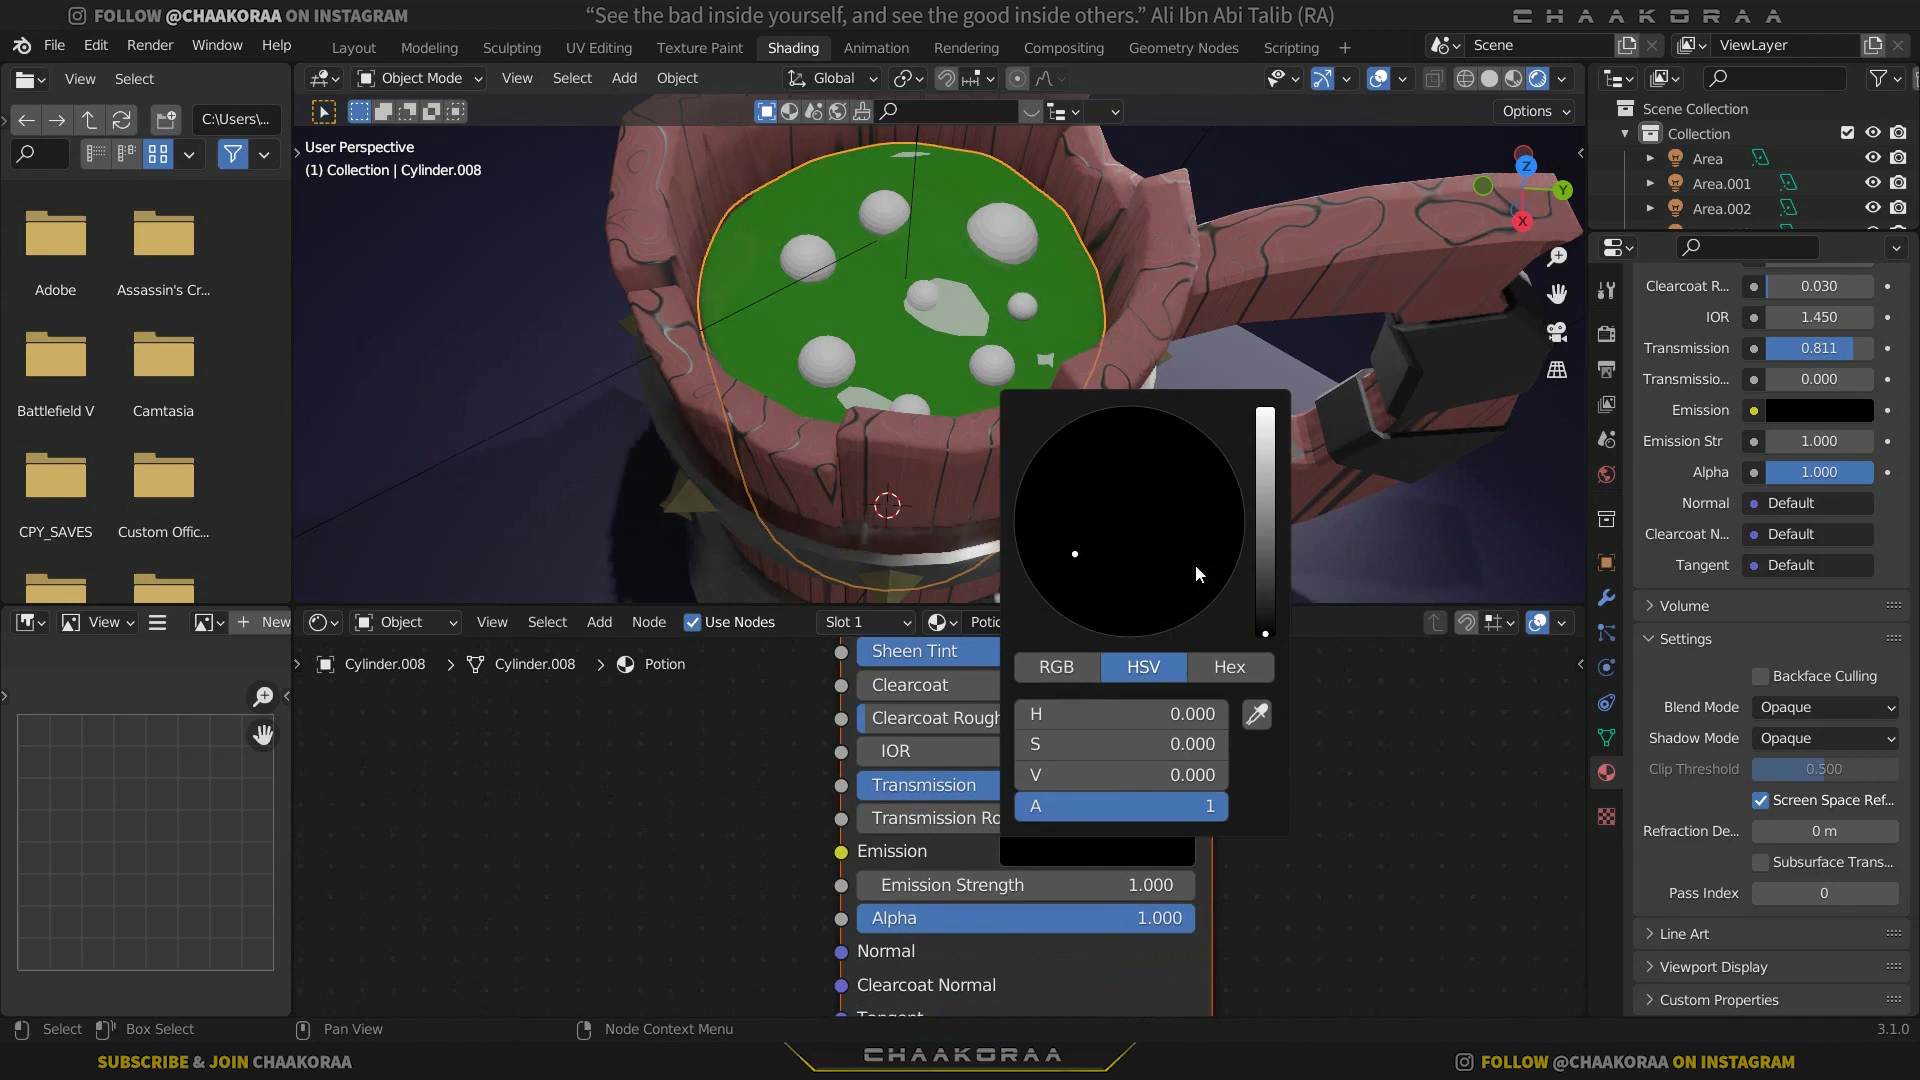 FOLLOW @CHAAKORAA ON INSTAGRAM
“See the bad inside yourself, and see the good inside others.” Ali Ibn Abi Talib (RA)
CHAAKORAA
File Edit Render Window Help
Layout Modeling Sculpting UV Editing Texture Paint Shading Animation Rendering Compositing Geometry Nodes Scripting +
Scene
ViewLayer
View Select
C:\Users\...
Adobe
Assassin's Cr...
Battlefield V
Camtasia
CPY_SAVES
Custom Offic...
Object Mode View Select Add Object
Global
Options
User Perspective
(1) Collection | Cylinder.008
Z
Y
X
Scene Collection
Collection
Area
Area.001
Area.002
Clearcoat R... 0.030
IOR 1.450
Transmission 0.811
Transmissio... 0.000
Emission
Emission Str 1.000
Alpha 1.000
Normal Default
Clearcoat N... Default
Tangent Default
Volume
Settings
Backface Culling
Blend Mode Opaque
Shadow Mode Opaque
Clip Threshold 0.500
Screen Space Ref...
Refraction De... 0 m
Subsurface Trans...
Pass Index 0
Line Art
Viewport Display
Custom Properties
RGB HSV Hex
H 0.000
S 0.000
V 0.000
A 1
View
New
Object View Select Add Node Use Nodes Slot 1 Potic
Cylinder.008 > Cylinder.008 > Potion
Sheen Tint
Clearcoat
Clearcoat Rough
IOR
Transmission
Transmission Ro
Emission
Emission Strength 1.000
Alpha 1.000
Normal
Clearcoat Normal
Tangent
Select Box Select Pan View Node Context Menu 3.1.0
SUBSCRIBE & JOIN CHAAKORAA
CHAAKORAA
FOLLOW @CHAAKORAA ON INSTAGRAM